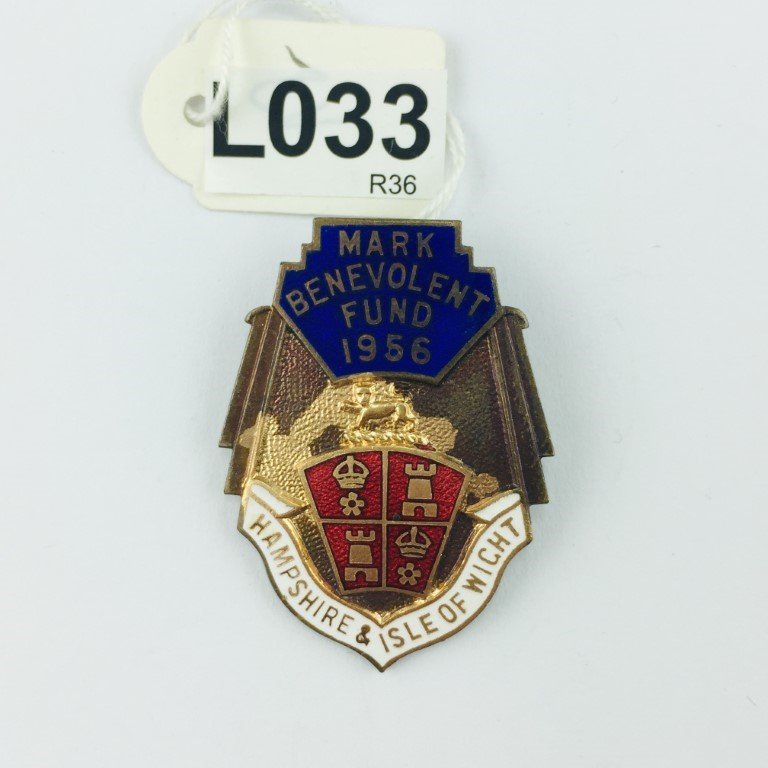 L033
R36
MARK
BENEVOLENT
FUND
1956
HAMPSHIRE & ISLE OF WIGHT